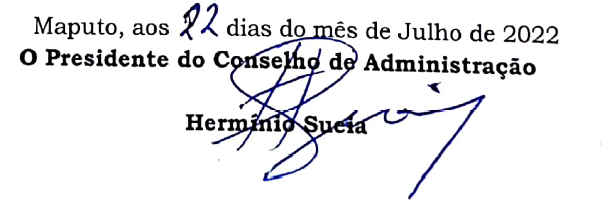 Maputo, aos 22 dias do mês de Julho de 2022
O Presidente do Conselho de Administração
Hermínio Sueia